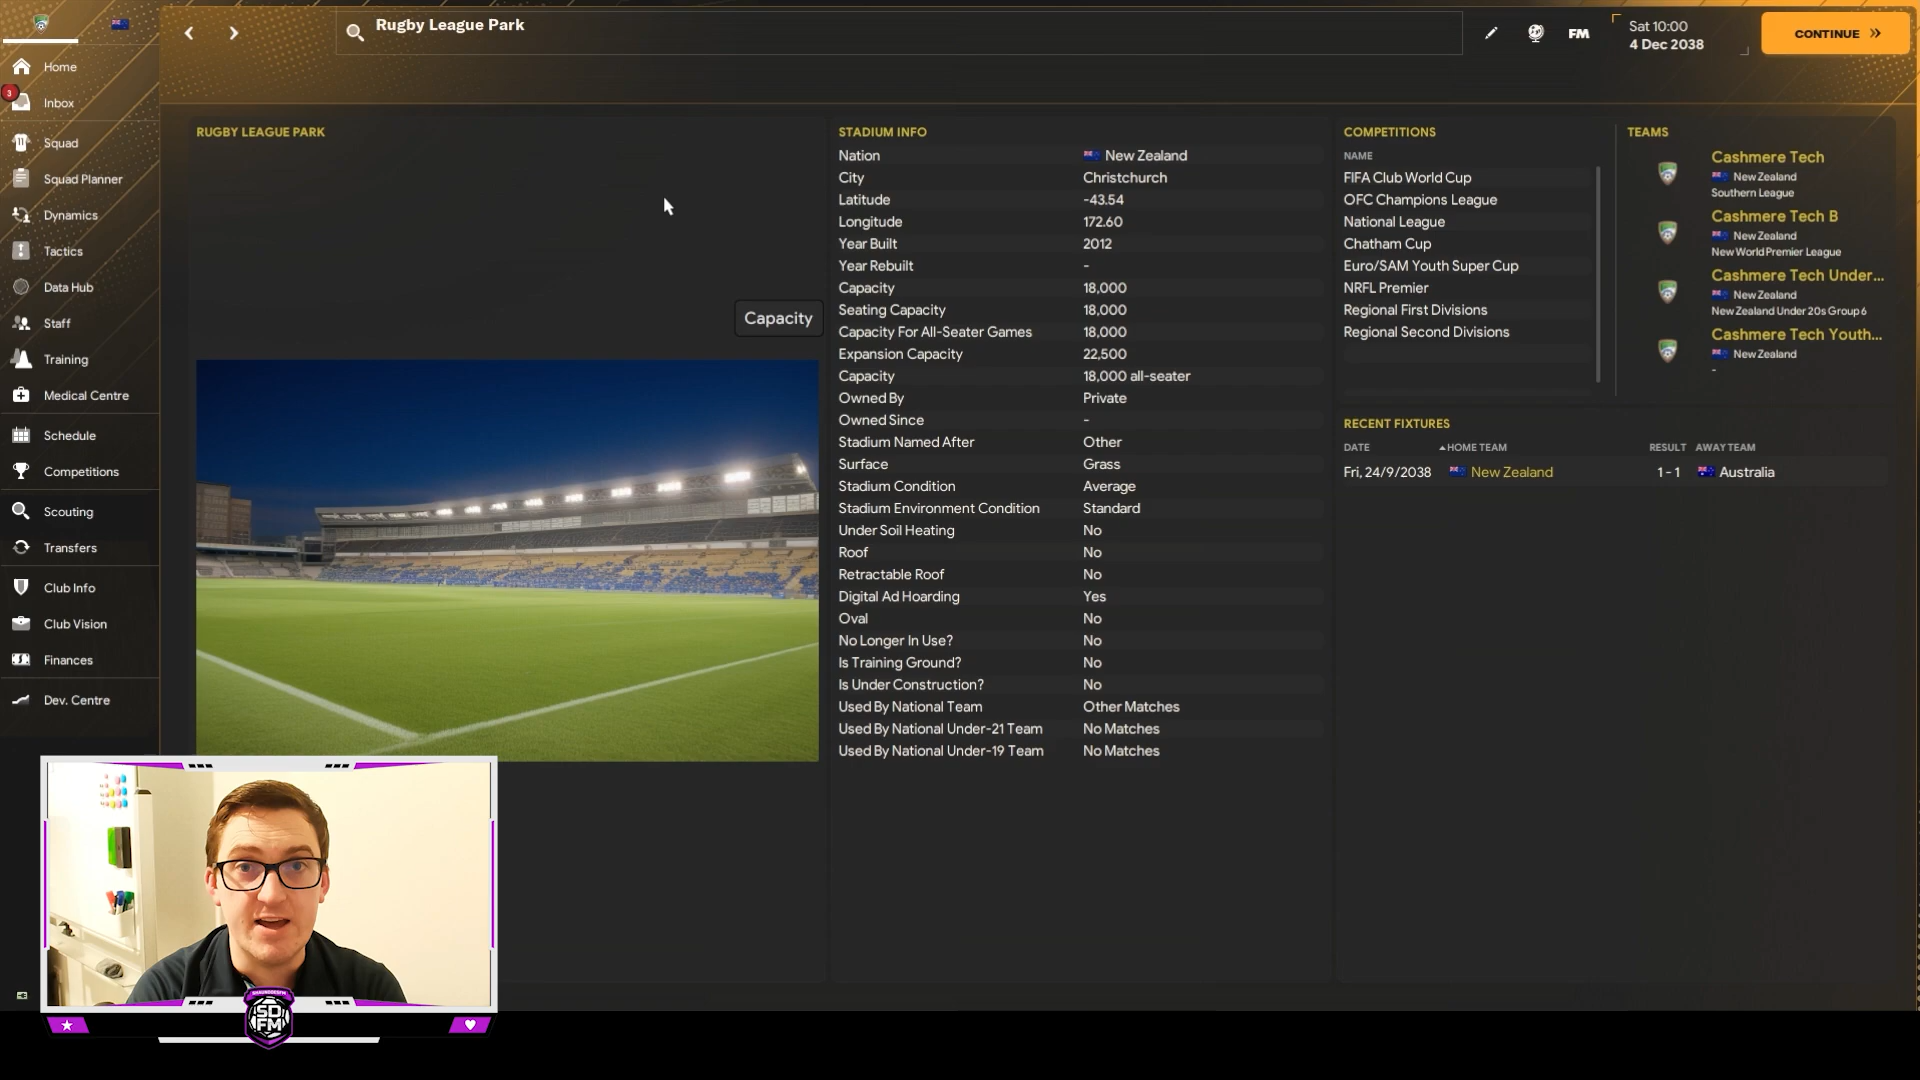 Rugby League Park
FM
Sat 10:00
4 Dec 2038
CONTINUE
Home
3
Inbox
Squad
Squad Planner
Dynamics
Tactics
Data Hub
Staff
Training
Medical Centre
Schedule
Competitions
Scouting
Transfers
Club Info
Club Vision
Finances
Dev. Centre
RUGBY LEAGUE PARK
Capacity
STADIUM INFO
Nation New Zealand
City Christchurch
Latitude -43.54
Longitude 172.60
Year Built 2012
Year Rebuilt -
Capacity 18,000
Seating Capacity 18,000
Capacity For All-Seater Games 18,000
Expansion Capacity 22,500
Capacity 18,000 all-seater
Owned By Private
Owned Since -
Stadium Named After Other
Surface Grass
Stadium Condition Average
Stadium Environment Condition Standard
Under Soil Heating No
Roof No
Retractable Roof No
Digital Ad Hoarding Yes
Oval No
No Longer In Use? No
Is Training Ground? No
Is Under Construction? No
Used By National Team Other Matches
Used By National Under-21 Team No Matches
Used By National Under-19 Team No Matches
COMPETITIONS
NAME
FIFA Club World Cup
OFC Champions League
National League
Chatham Cup
Euro/SAM Youth Super Cup
NRFL Premier
Regional First Divisions
Regional Second Divisions
TEAMS
Cashmere Tech
New Zealand
Southern League
Cashmere Tech B
New Zealand
New World Premier League
Cashmere Tech Under...
New Zealand
New Zealand Under 20s Group 6
Cashmere Tech Youth...
New Zealand
-
RECENT FIXTURES
DATE HOME TEAM RESULT AWAY TEAM
Fri, 24/9/2038 New Zealand 1 - 1 Australia
SD
FM